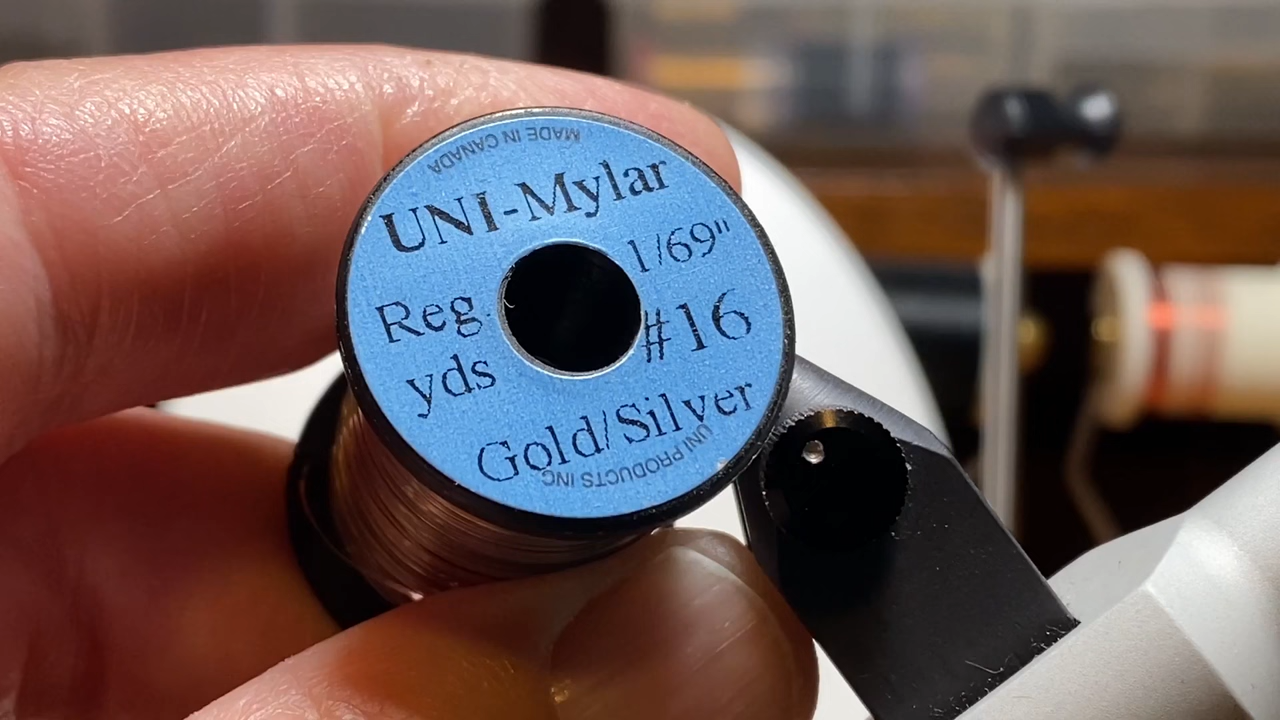 MADE IN CANADA
UNI-Mylar
1/69"
Reg
#16
yds
Gold/Silver
UNI PRODUCTS INC